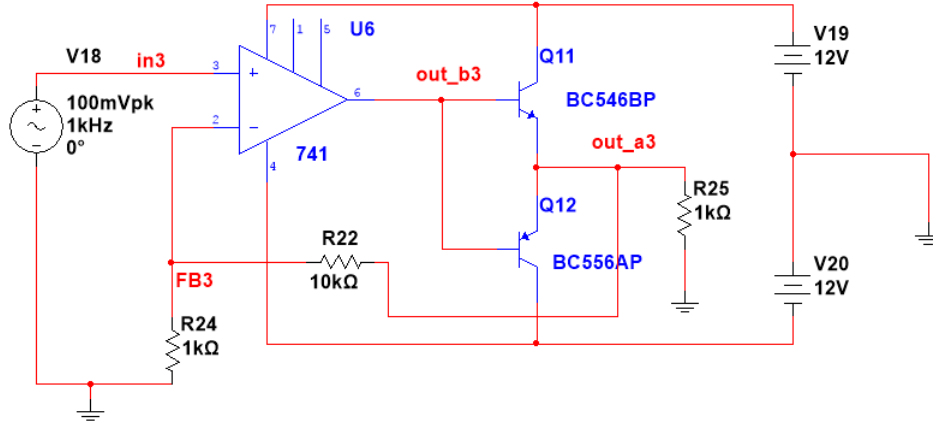 7
1
5
U6
V18
in3
3
+
100mVpk
1kHz
0°
2
−
6
741
4
out_b3
Q11
BC546BP
out_a3
Q12
BC556AP
R25
1kΩ
V19
12V
V20
12V
R22
10kΩ
FB3
R24
1kΩ